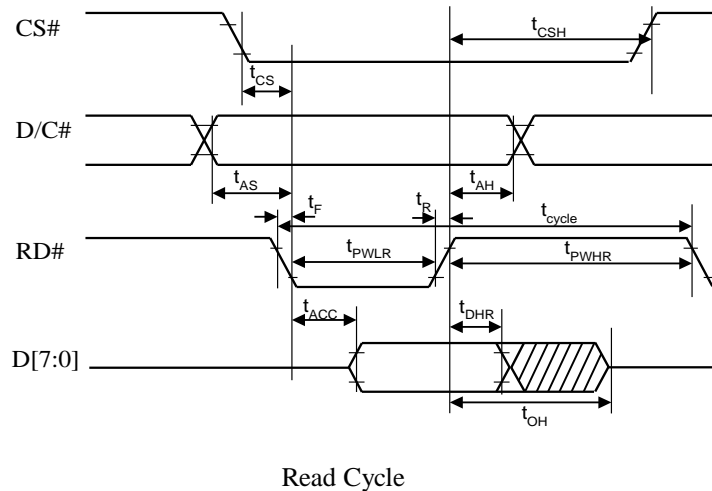 CS#
tCSH
tCS
D/C#
tAS
tF
tR
tAH
tcycle
RD#
tPWLR
tPWHR
tACC
tDHR
D[7:0]
tOH
Read Cycle